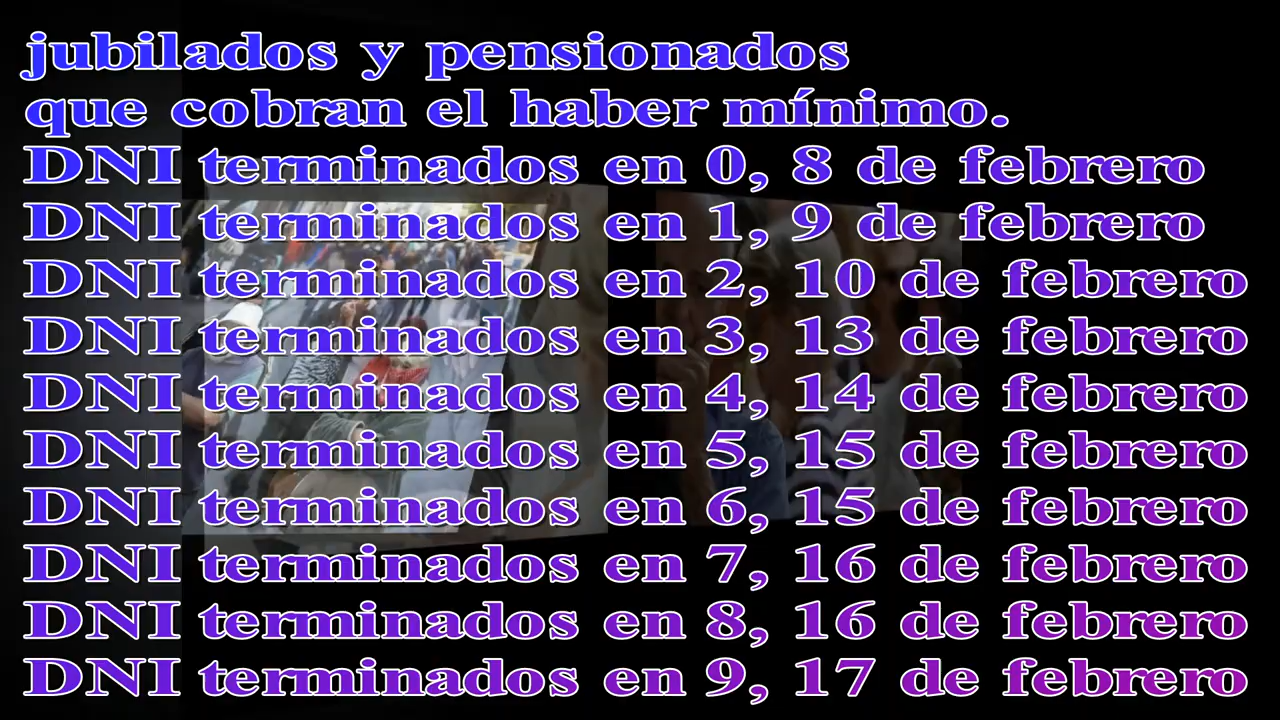 jubilados y pensionados
que cobran el haber mínimo.
DNI terminados en 0, 8 de febrero
DNI terminados en 1, 9 de febrero
DNI terminados en 2, 10 de febrero
DNI terminados en 3, 13 de febrero
DNI terminados en 4, 14 de febrero
DNI terminados en 5, 15 de febrero
DNI terminados en 6, 15 de febrero
DNI terminados en 7, 16 de febrero
DNI terminados en 8, 16 de febrero
DNI terminados en 9, 17 de febrero